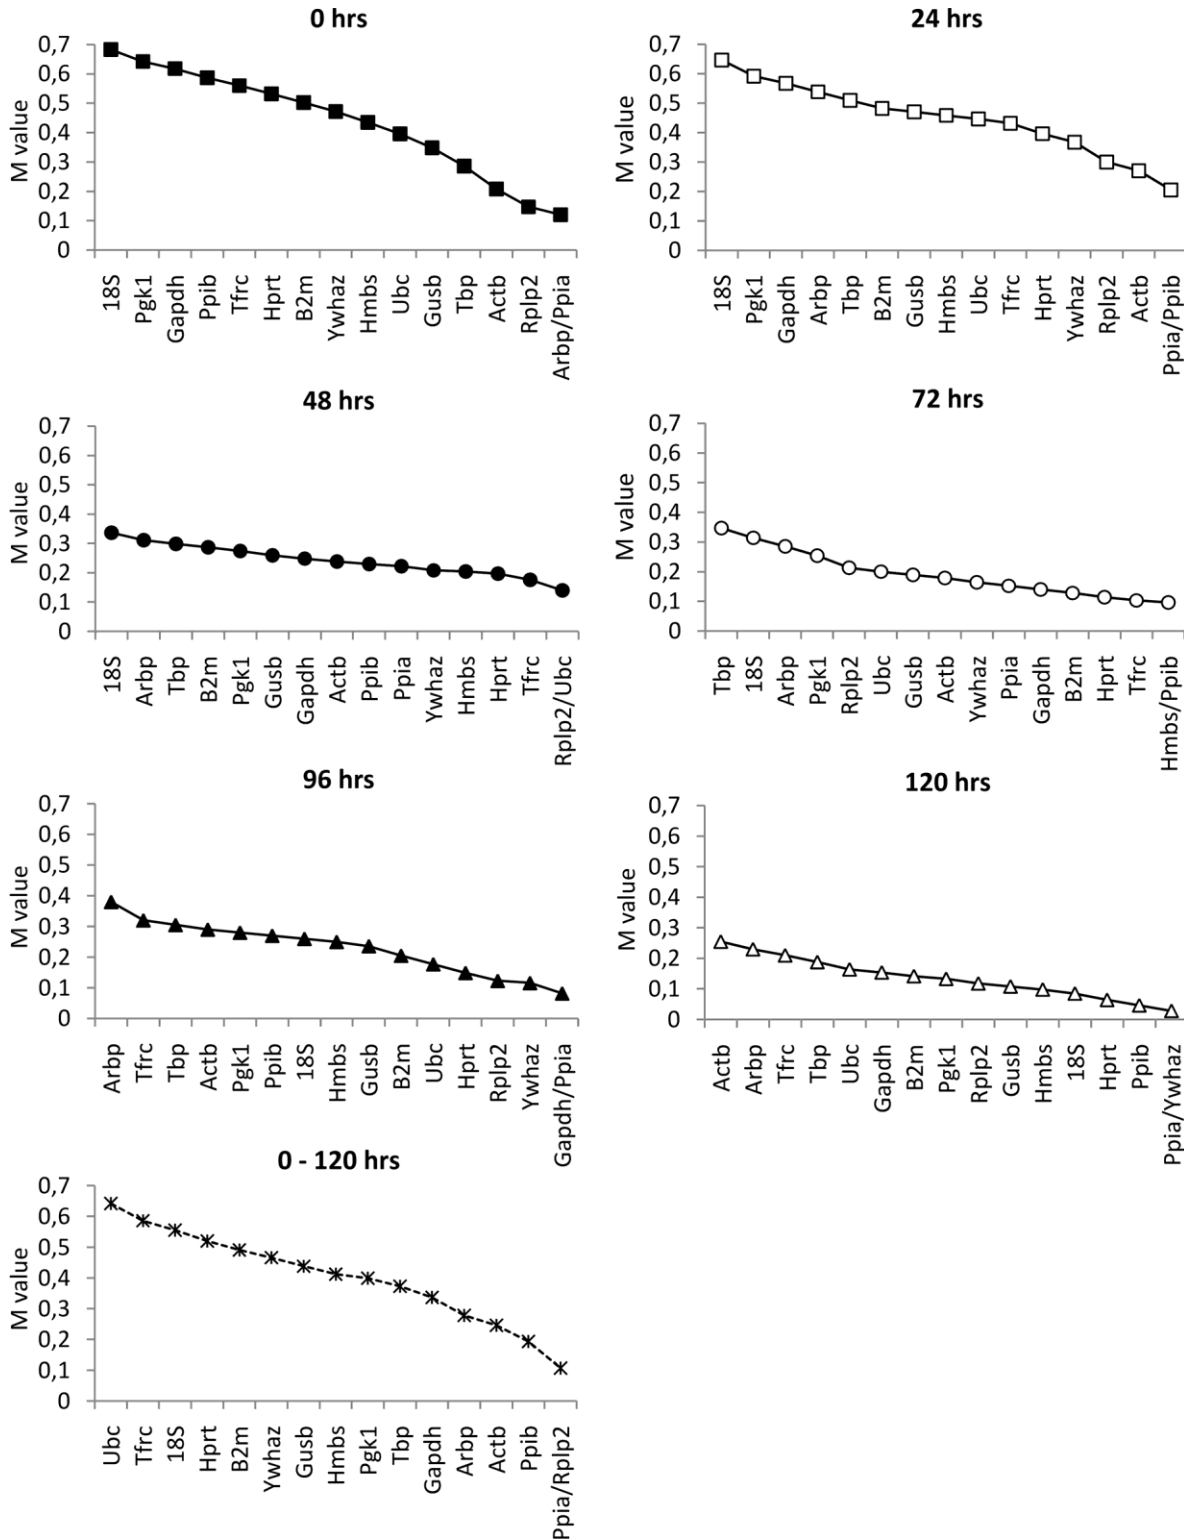 0 hrs
M value
0,7
0,6
0,5
0,4
0,3
0,2
0,1
0
18S
Pgk1
Gapdh
Ppib
Tfrc
Hprt
B2m
Ywhaz
Hmbs
Ubc
Gusb
Tbp
Actb
Rplp2
Arbp/Ppia
24 hrs
M value
0,7
0,6
0,5
0,4
0,3
0,2
0,1
0
18S
Pgk1
Gapdh
Arbp
Tbp
B2m
Gusb
Hmbs
Ubc
Tfrc
Hprt
Ywhaz
Rplp2
Actb
Ppia/Ppib
48 hrs
M value
0,7
0,6
0,5
0,4
0,3
0,2
0,1
0
18S
Arbp
Tbp
B2m
Pgk1
Gusb
Gapdh
Actb
Ppib
Ppia
Ywhaz
Hmbs
Hprt
Tfrc
Rplp2/Ubc
72 hrs
M value
0,7
0,6
0,5
0,4
0,3
0,2
0,1
0
Tbp
18S
Arbp
Pgk1
Rplp2
Ubc
Gusb
Actb
Ywhaz
Ppia
Gapdh
B2m
Hprt
Tfrc
Hmbs/Ppib
96 hrs
M value
0,7
0,6
0,5
0,4
0,3
0,2
0,1
0
Arbp
Tfrc
Tbp
Actb
Pgk1
Ppib
18S
Hmbs
Gusb
B2m
Ubc
Hprt
Rplp2
Ywhaz
Gapdh/Ppia
120 hrs
M value
0,7
0,6
0,5
0,4
0,3
0,2
0,1
0
Actb
Arbp
Tfrc
Tbp
Ubc
Gapdh
B2m
Pgk1
Rplp2
Gusb
Hmbs
18S
Hprt
Ppib
Ppia/Ywhaz
0 - 120 hrs
M value
0,7
0,6
0,5
0,4
0,3
0,2
0,1
0
Ubc
Tfrc
18S
Hprt
B2m
Ywhaz
Gusb
Hmbs
Pgk1
Tbp
Gapdh
Arbp
Actb
Ppib
Ppia/Rplp2